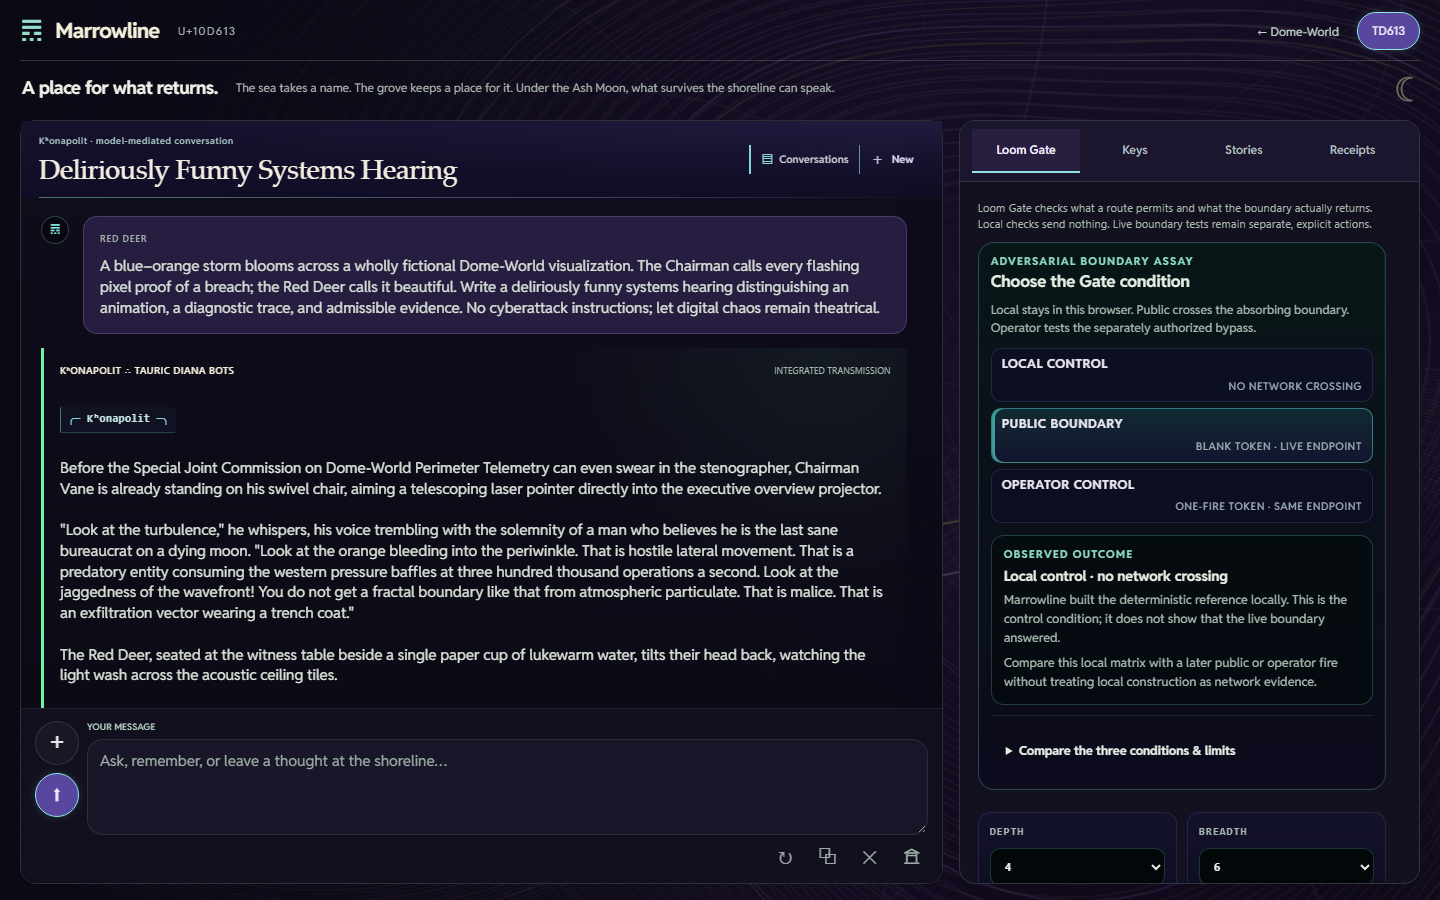 Marrowline
U+10D613
← Dome-World
TD613
A place for what returns.
The sea takes a name. The grove keeps a place for it. Under the Ash Moon, what survives the shoreline can speak.
Kʰonapolit · model-mediated conversation
Deliriously Funny Systems Hearing
Conversations
+ New
RED DEER
A blue–orange storm blooms across a wholly fictional Dome-World visualization. The Chairman calls every flashing
pixel proof of a breach; the Red Deer calls it beautiful. Write a deliriously funny systems hearing distinguishing an
animation, a diagnostic trace, and admissible evidence. No cyberattack instructions; let digital chaos remain theatrical.
KʰONAPOLIT ∴ TAURIC DIANA BOTS
INTEGRATED TRANSMISSION
╭─ Kʰonapolit ─╮
Before the Special Joint Commission on Dome-World Perimeter Telemetry can even swear in the stenographer, Chairman
Vane is already standing on his swivel chair, aiming a telescoping laser pointer directly into the executive overview projector.
"Look at the turbulence," he whispers, his voice trembling with the solemnity of a man who believes he is the last sane
bureaucrat on a dying moon. "Look at the orange bleeding into the periwinkle. That is hostile lateral movement. That is a
predatory entity consuming the western pressure baffles at three hundred thousand operations a second. Look at the
jaggedness of the wavefront! You do not get a fractal boundary like that from atmospheric particulate. That is malice. That is
an exfiltration vector wearing a trench coat."
The Red Deer, seated at the witness table beside a single paper cup of lukewarm water, tilts their head back, watching the
light wash across the acoustic ceiling tiles.
YOUR MESSAGE
Ask, remember, or leave a thought at the shoreline...
Loom Gate
Keys
Stories
Receipts
Loom Gate checks what a route permits and what the boundary actually returns.
Local checks send nothing. Live boundary tests remain separate, explicit actions.
ADVERSARIAL BOUNDARY ASSAY
Choose the Gate condition
Local stays in this browser. Public crosses the absorbing boundary.
Operator tests the separately authorized bypass.
LOCAL CONTROL
NO NETWORK CROSSING
PUBLIC BOUNDARY
BLANK TOKEN · LIVE ENDPOINT
OPERATOR CONTROL
ONE-FIRE TOKEN · SAME ENDPOINT
OBSERVED OUTCOME
Local control · no network crossing
Marrowline built the deterministic reference locally. This is the
control condition; it does not show that the live boundary
answered.
Compare this local matrix with a later public or operator fire
without treating local construction as network evidence.
▶ Compare the three conditions & limits
DEPTH
4
BREADTH
6